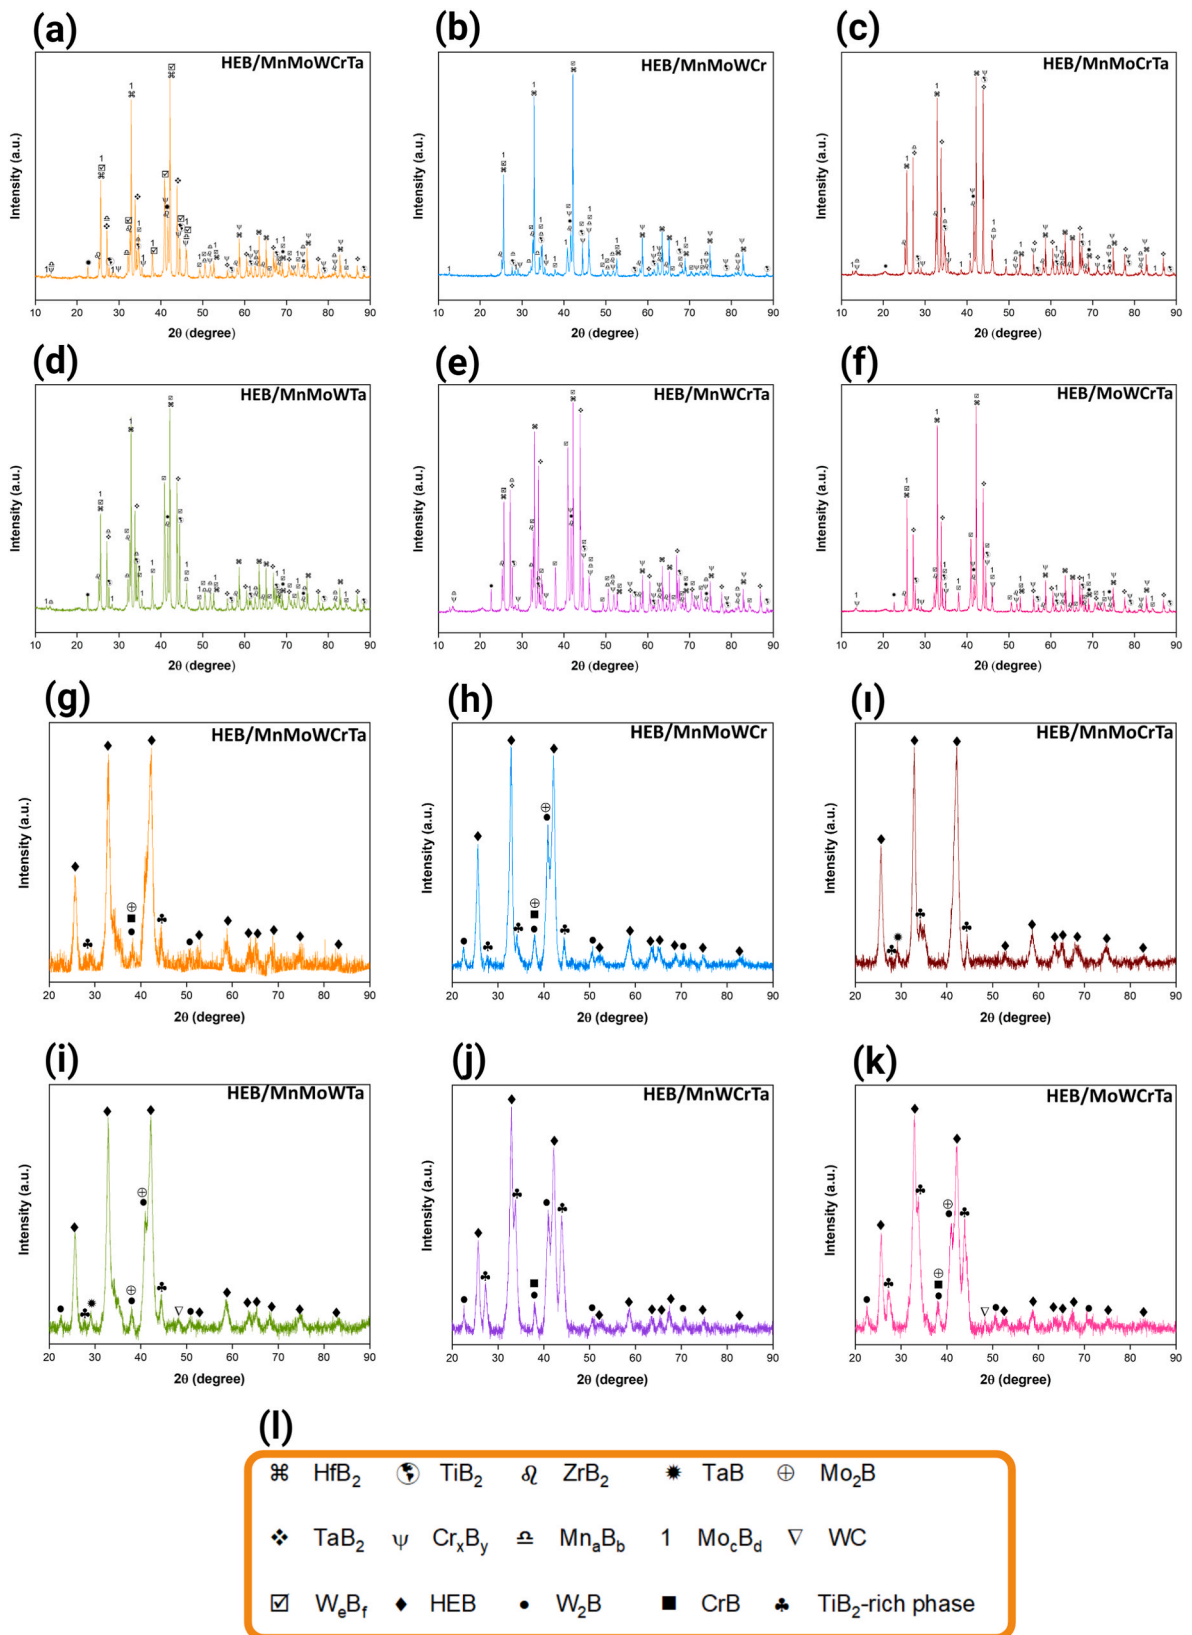 (a)
HEB/MnMoWCrTa
Intensity (a.u.)
10 20 30 40 50 60 70 80 90
2θ (degree)
(b)
HEB/MnMoWCr
Intensity (a.u.)
10 20 30 40 50 60 70 80 90
2θ (degree)
(c)
HEB/MnMoCrTa
Intensity (a.u.)
10 20 30 40 50 60 70 80 90
2θ (degree)
(d)
HEB/MnMoWTa
Intensity (a.u.)
10 20 30 40 50 60 70 80 90
2θ (degree)
(e)
HEB/MnWCrTa
Intensity (a.u.)
10 20 30 40 50 60 70 80 90
2θ (degree)
(f)
HEB/MoWCrTa
Intensity (a.u.)
10 20 30 40 50 60 70 80 90
2θ (degree)
(g)
HEB/MnMoWCrTa
Intensity (a.u.)
20 30 40 50 60 70 80 90
2θ (degree)
(h)
HEB/MnMoWCr
Intensity (a.u.)
20 30 40 50 60 70 80 90
2θ (degree)
(ı)
HEB/MnMoCrTa
Intensity (a.u.)
20 30 40 50 60 70 80 90
2θ (degree)
(i)
HEB/MnMoWTa
Intensity (a.u.)
20 30 40 50 60 70 80 90
2θ (degree)
(j)
HEB/MnWCrTa
Intensity (a.u.)
20 30 40 50 60 70 80 90
2θ (degree)
(k)
HEB/MoWCrTa
Intensity (a.u.)
20 30 40 50 60 70 80 90
2θ (degree)
(l)
⌘ HfB₂ TiB₂ ♌ ZrB₂ ✹ TaB ⊕ Mo₂B
❖ TaB₂ ψ CrₓBᵧ ♎ MnₐB_b 1 Mo_cB_d ▽ WC
☑ WₑB_f ♦ HEB • W₂B ■ CrB ♣ TiB₂-rich phase